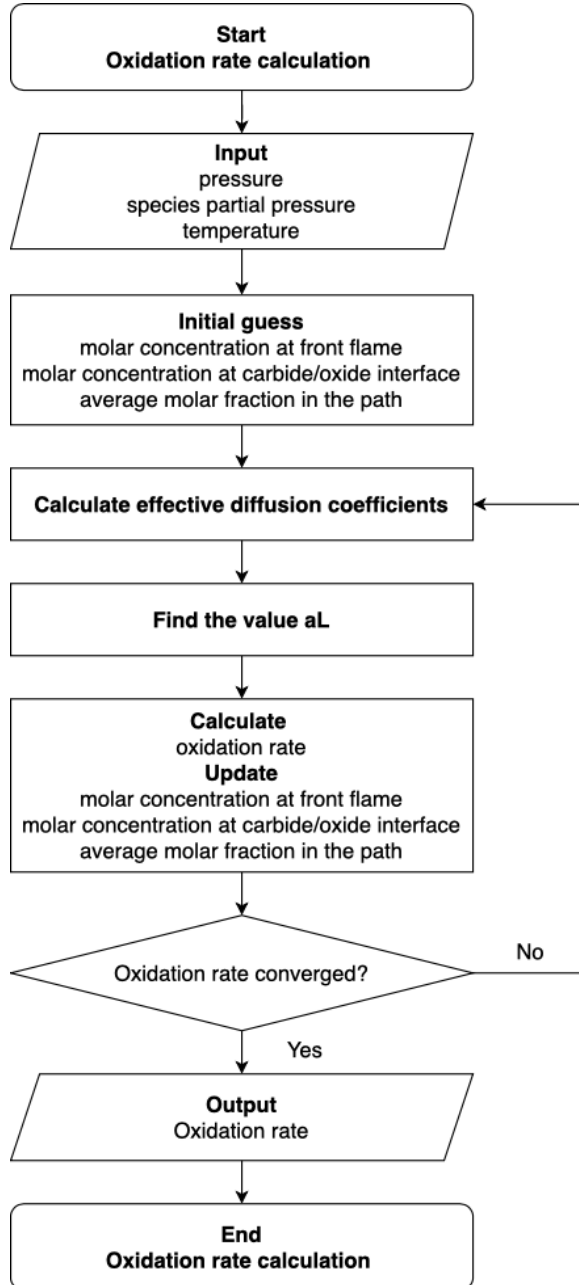 Start
Oxidation rate calculation
Input
pressure
species partial pressure
temperature
Initial guess
molar concentration at front flame
molar concentration at carbide/oxide interface
average molar fraction in the path
Calculate effective diffusion coefficients
Find the value aL
Calculate
oxidation rate
Update
molar concentration at front flame
molar concentration at carbide/oxide interface
average molar fraction in the path
Oxidation rate converged?
No
Yes
Output
Oxidation rate
End
Oxidation rate calculation